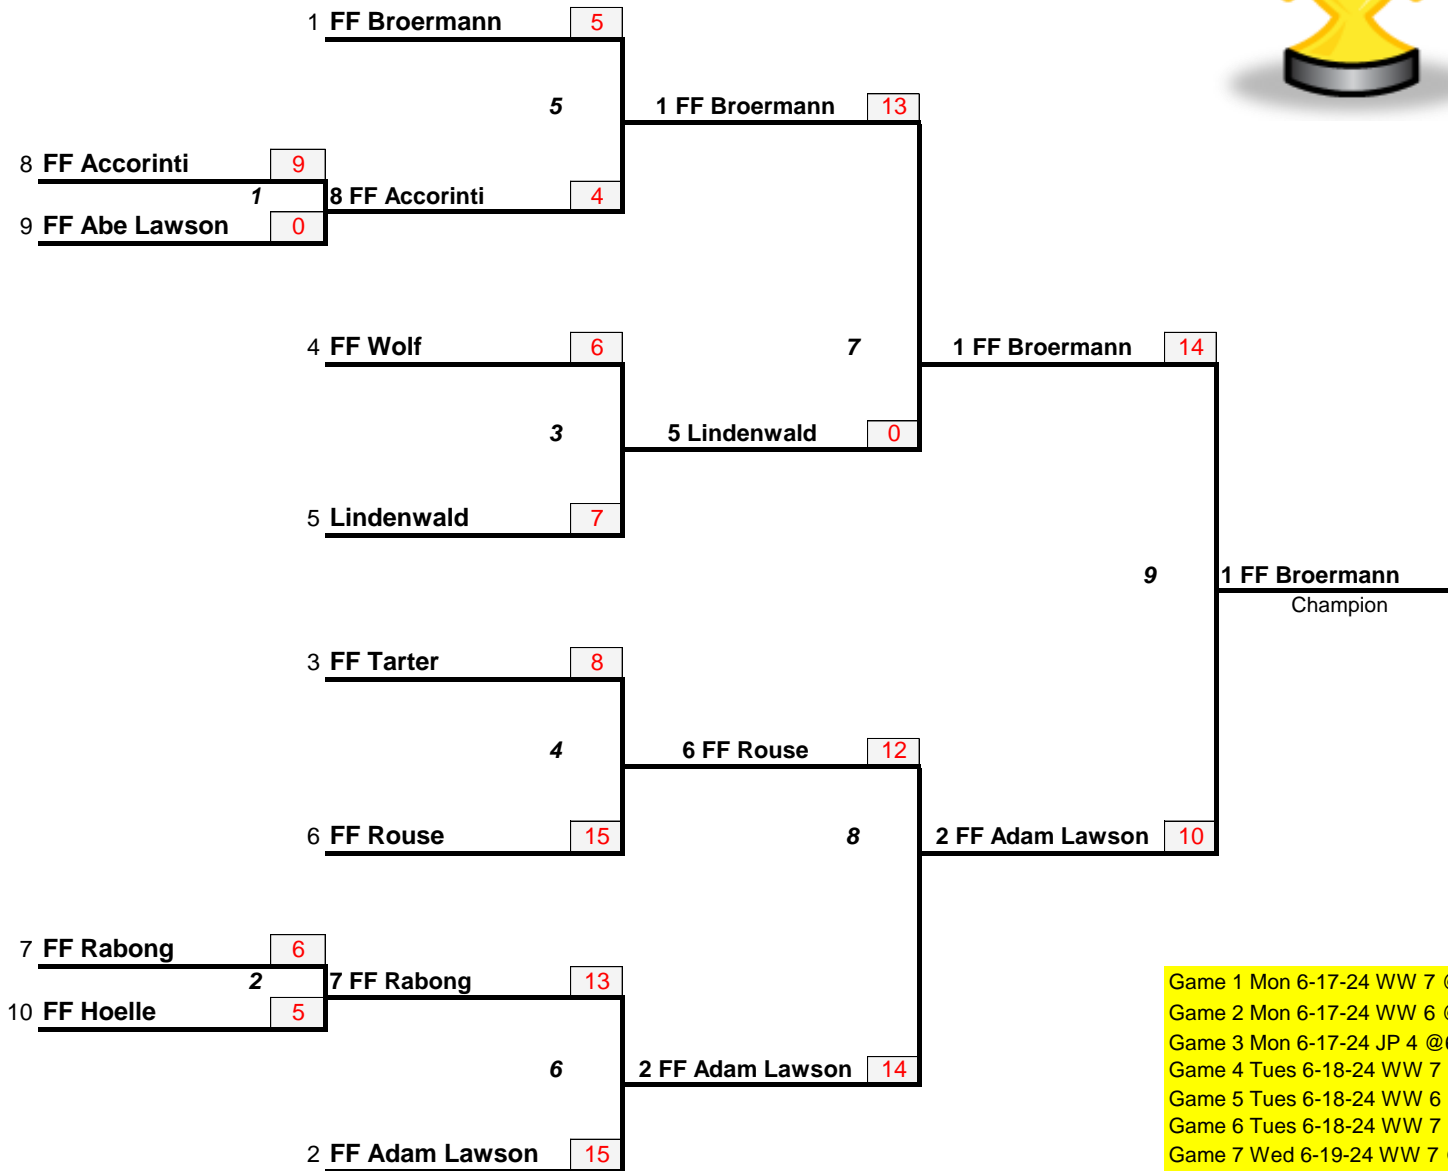 1 FF Broermann 5
5 1 FF Broermann 13
8 FF Accorinti 9
1 8 FF Accorinti 4
9 FF Abe Lawson 0
4 FF Wolf 6
7 1 FF Broermann 14
3 5 Lindenwald 0
5 Lindenwald 7
9 1 FF Broermann
Champion
3 FF Tarter 8
4 6 FF Rouse 12
6 FF Rouse 15
8 2 FF Adam Lawson 10
7 FF Rabong 6
2 7 FF Rabong 13
10 FF Hoelle 5
6 2 FF Adam Lawson 14
2 FF Adam Lawson 15
Game 1 Mon 6-17-24 WW 7
Game 2 Mon 6-17-24 WW 6
Game 3 Mon 6-17-24 JP 4
Game 4 Tues 6-18-24 WW 7
Game 5 Tues 6-18-24 WW 6
Game 6 Tues 6-18-24 WW 7
Game 7 Wed 6-19-24 WW 7